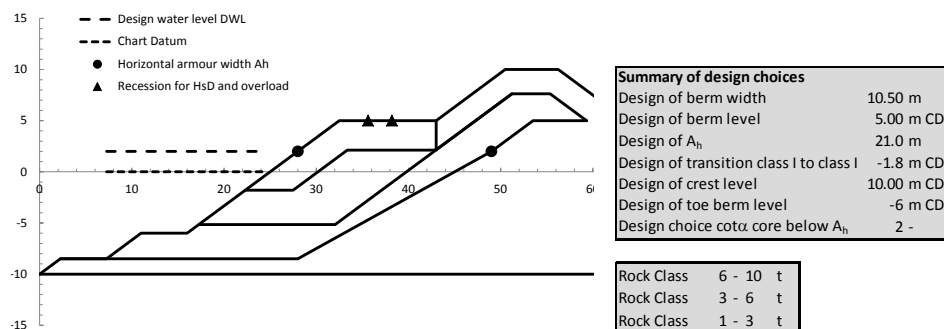 15
10
5
0
-5
-10
-15
0 10 20 30 40 50 60
Design water level DWL
Chart Datum
Horizontal armour width Ah
Recession for HsD and overload
Summary of design choices
Design of berm width 10.50 m
Design of berm level 5.00 m CD
Design of Ah 21.0 m
Design of transition class I to class I -1.8 m CD
Design of crest level 10.00 m CD
Design of toe berm level -6 m CD
Design choice cotα core below Ah 2 -
Rock Class 6 - 10 t
Rock Class 3 - 6 t
Rock Class 1 - 3 t